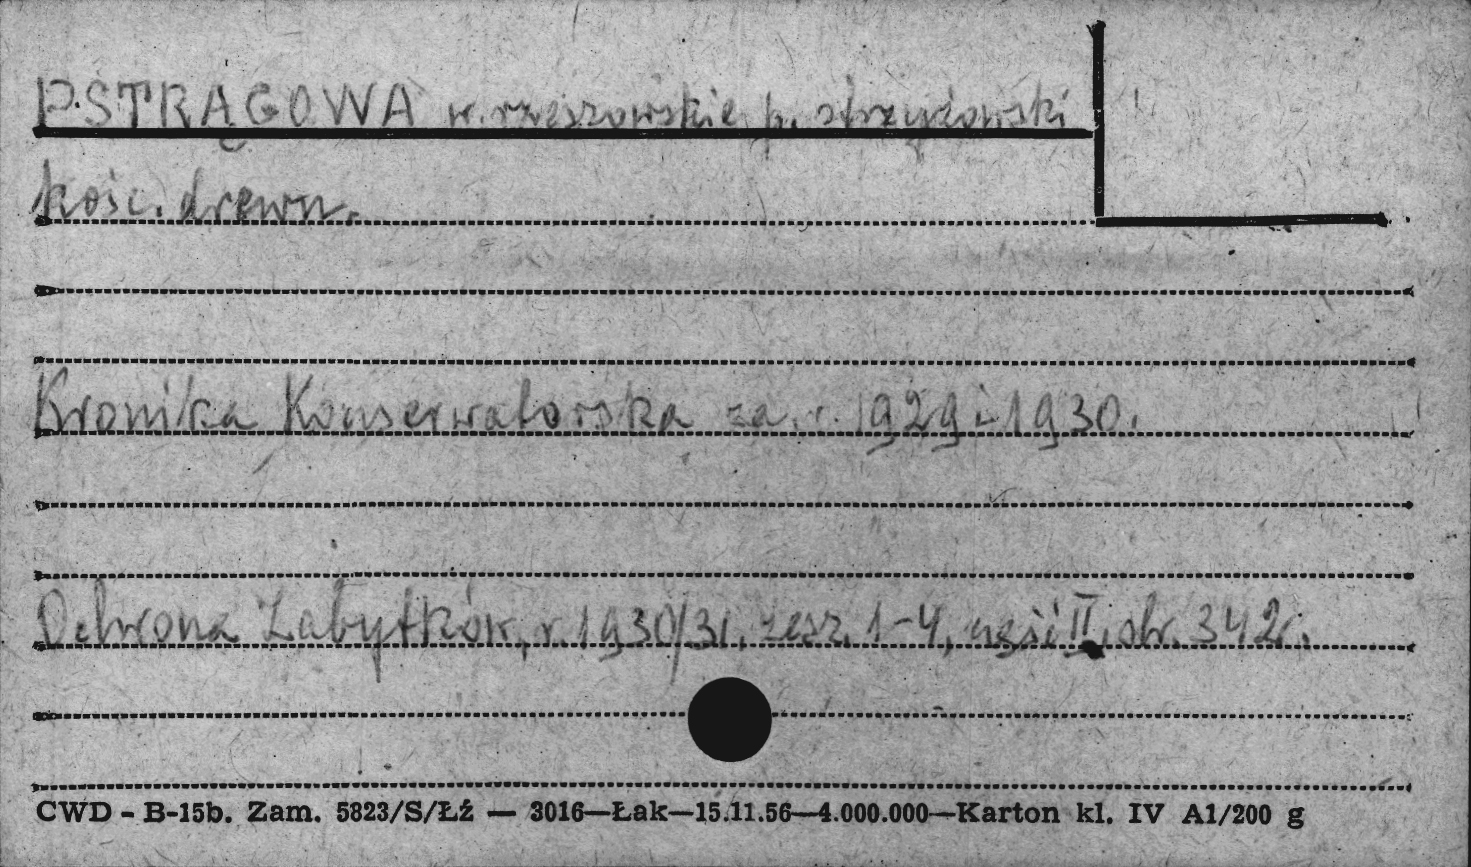 PSTRĄGOWA w. rzeszowskie p. strzyżowski
kośc. drewn.
Kronika Konserwatorska za r. 1929 i 1930.
Ochrona Zabytków, r. 1930/31, zesz. 1-4, część II, str. 342.
CWD - B-15b. Zam. 5823/S/ŁŹ — 3016—Łak—15.11.56—4.000.000—Karton kl. IV A1/200 g